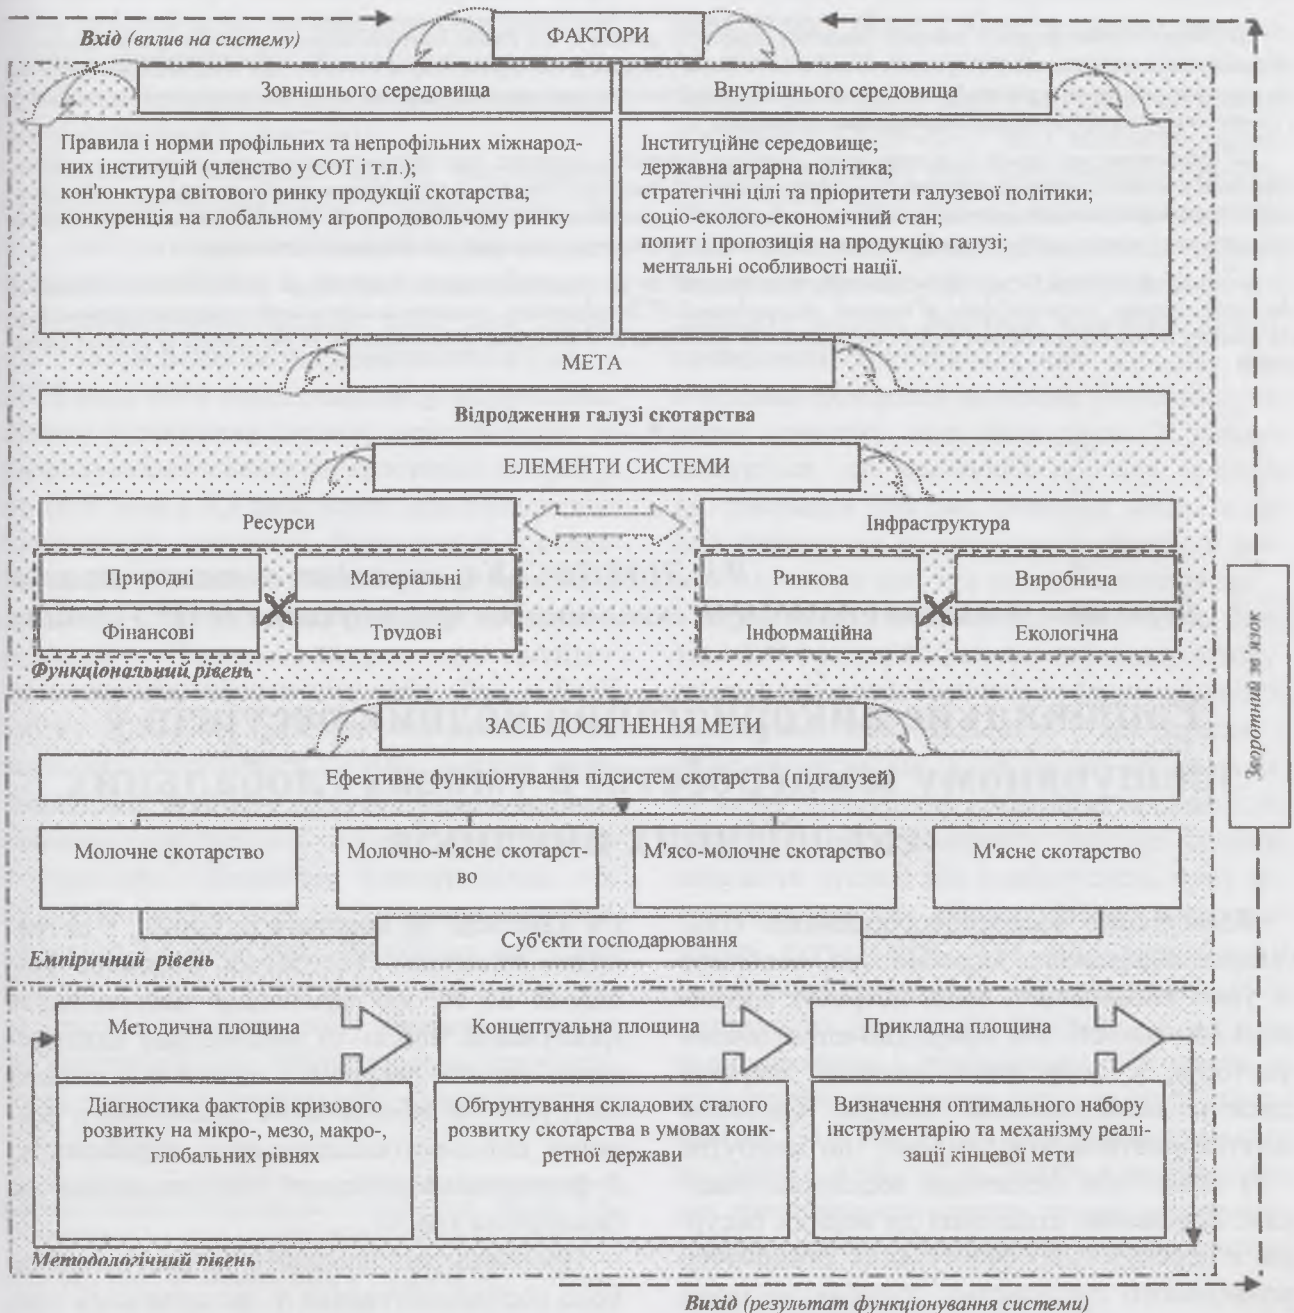 Вхід (вплив на систему)
ФАКТОРИ
Зовнішнього середовища
Внутрішнього середовища
Правила і норми профільних та непрофільних міжнарод-
них інституцій (членство у СОТ і т.п.);
кон'юнктура світового ринку продукції скотарства;
конкуренція на глобальному агропродовольчому ринку
Інституційне середовище;
державна аграрна політика;
стратегічні цілі та пріоритети галузевої політики;
соціо-еколого-економічний стан;
попит і пропозиція на продукцію галузі;
ментальні особливості нації.
МЕТА
Відродження галузі скотарства
ЕЛЕМЕНТИ СИСТЕМИ
Ресурси
Інфраструктура
Природні
Матеріальні
Ринкова
Виробнича
Фінансові
Трудові
Інформаційна
Екологічна
Функціональний рівень
Зворотний зв'язок
ЗАСІБ ДОСЯГНЕННЯ МЕТИ
Ефективне функціонування підсистем скотарства (підгалузей)
Молочне скотарство
Молочно-м'ясне скотарст-
во
М'ясо-молочне скотарство
М'ясне скотарство
Суб'єкти господарювання
Емпіричний рівень
Методична площина
Концептуальна площина
Прикладна площина
Діагностика факторів кризового
розвитку на мікро-, мезо, макро-,
глобальних рівнях
Обґрунтування складових сталого
розвитку скотарства в умовах конк-
ретної держави
Визначення оптимального набору
інструментарію та механізму реалі-
зації кінцевої мети
Методологічний рівень
Вихід (результат функціонування системи)